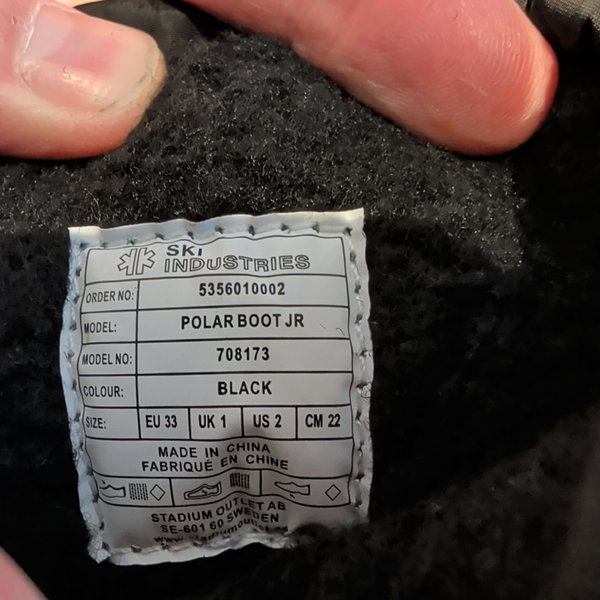 SKI
INDUSTRIES
ORDER NO: 5356010002
MODEL: POLAR BOOT JR
MODEL NO: 708173
COLOUR: BLACK
SIZE: EU 33 UK 1 US 2 CM 22
MADE IN CHINA
FABRIQUÉ EN CHINE
STADIUM OUTLET AB
SE-601 60 SWEDEN